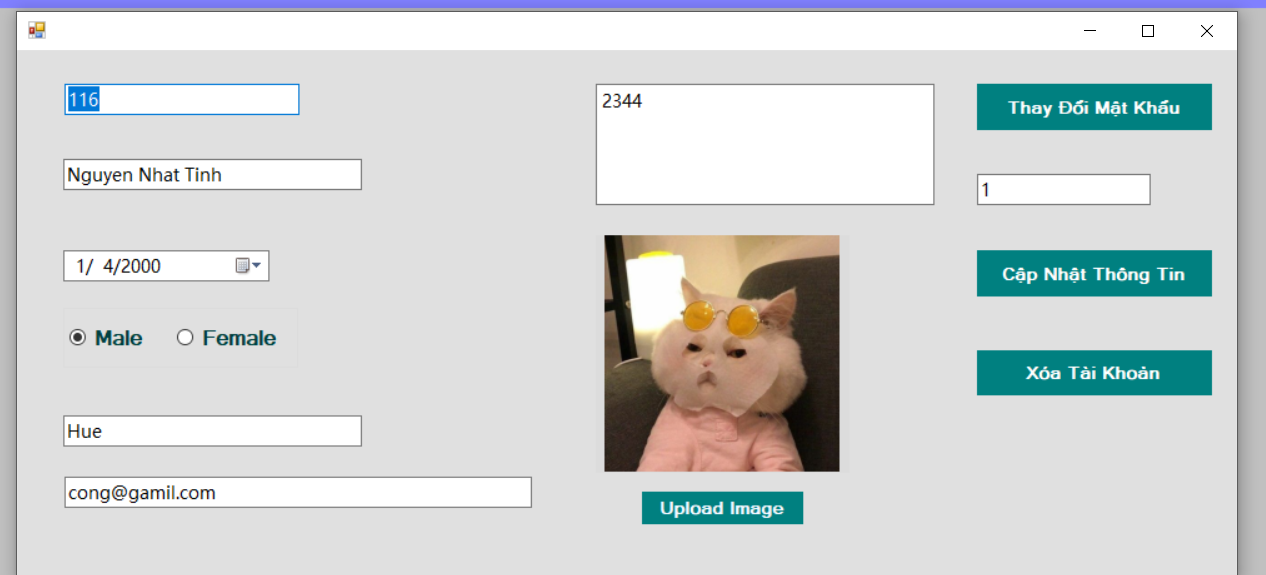 116
Nguyen Nhat Tinh
1/ 4/2000
Male
Female
Hue
cong@gamil.com
2344
Upload Image
Thay Đổi Mật Khẩu
1
Cập Nhật Thông Tin
Xóa Tài Khoản